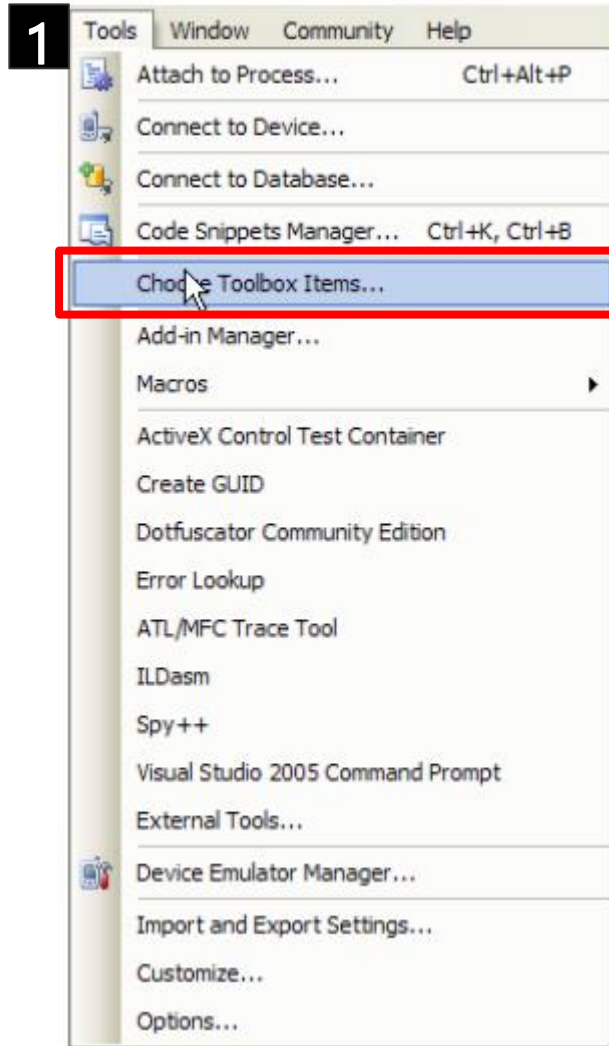 1
Tools Window Community Help
Attach to Process... Ctrl+Alt+P
Connect to Device...
Connect to Database...
Code Snippets Manager... Ctrl+K, Ctrl+B
Choose Toolbox Items...
Add-in Manager...
Macros
ActiveX Control Test Container
Create GUID
Dotfuscator Community Edition
Error Lookup
ATL/MFC Trace Tool
ILDasm
Spy++
Visual Studio 2005 Command Prompt
External Tools...
Device Emulator Manager...
Import and Export Settings...
Customize...
Options...